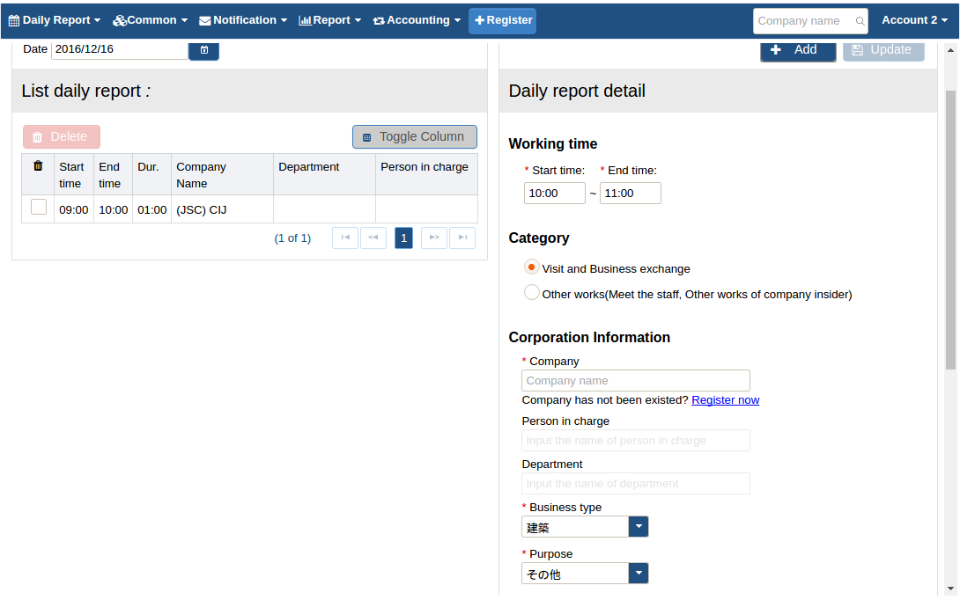 Daily Report Common Notification Report Accounting Register Company name Account 2
Date 2016/12/16
List daily report :
Delete Toggle Column
Start time End time Dur. Company Name Department Person in charge
09:00 10:00 01:00 (JSC) CIJ
(1 of 1) 1
Add Update
Daily report detail
Working time
* Start time: * End time:
10:00 ~ 11:00
Category
Visit and Business exchange
Other works(Meet the staff, Other works of company insider)
Corporation Information
* Company
Company name
Company has not been existed? Register now
Person in charge
Input the name of person in charge
Department
Input the name of department
* Business type
建築
* Purpose
その他